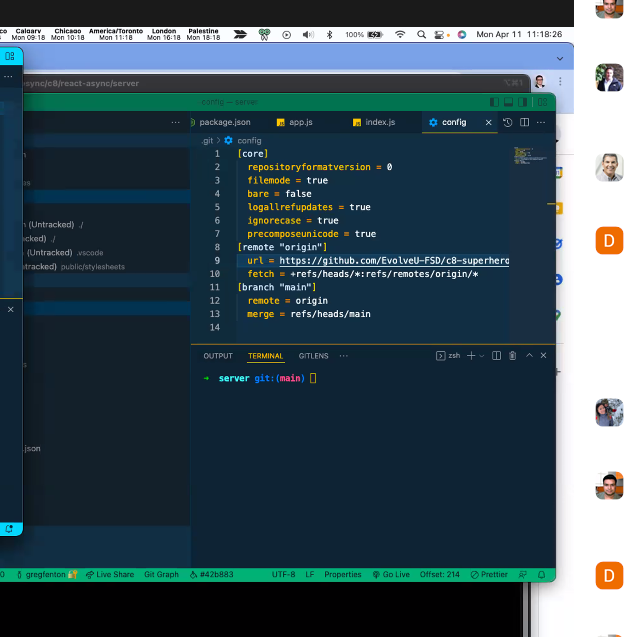 co Calgary Chicago America/Toronto London Palestine
Mon 09:18 Mon 10:18 Mon 11:18 Mon 16:18 Mon 18-18
100% Mon Apr 11 11:18:26
sync/c8/react-async/server
config — server
package.json app.js index.js config
.git › config
1 [core]
2 repositoryformatversion = 0
3 filemode = true
4 bare = false
5 logallrefupdates = true
6 ignorecase = true
7 precomposeunicode = true
8 [remote "origin"]
9 url = https://github.com/EvolveU-FSD/c8-superhero
10 fetch = +refs/heads/*:refs/remotes/origin/*
11 [branch "main"]
12 remote = origin
13 merge = refs/heads/main
14
(Untracked) ./
) ./
(Untracked) .vscode
tracked) public/stylesheets
.json
OUTPUT TERMINAL GITLENS ··· zsh
→ server git:(main)
gregfenton Live Share Git Graph #42b883 UTF-8 LF Properties Go Live Offset: 214 Prettier
D
D